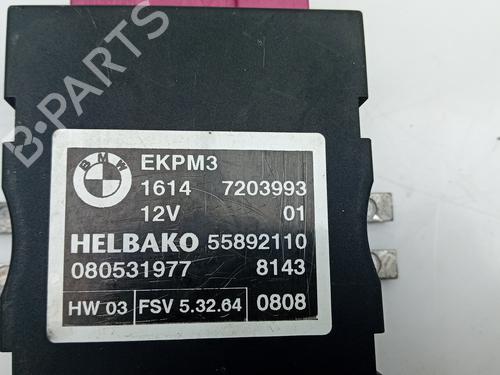 B-PARTS
BMW
EKPM3
1614 7203993
12V 01
HELBAKO 55892110
080531977 8143
HW 03 FSV 5.32.64 0808